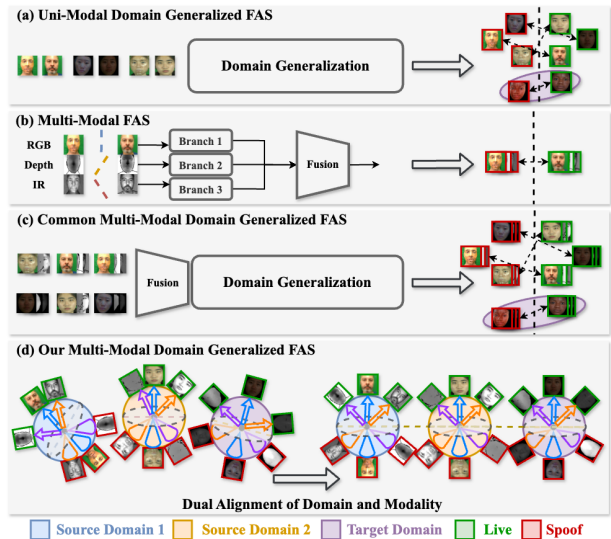 (a) Uni-Modal Domain Generalized FAS
Domain Generalization
(b) Multi-Modal FAS
RGB
Depth
IR
Branch 1
Branch 2
Branch 3
Fusion
(c) Common Multi-Modal Domain Generalized FAS
Fusion
Domain Generalization
(d) Our Multi-Modal Domain Generalized FAS
Dual Alignment of Domain and Modality
Source Domain 1
Source Domain 2
Target Domain
Live
Spoof